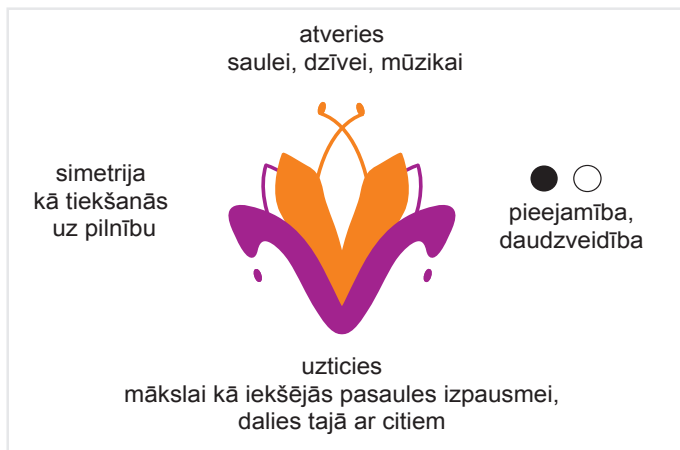 atveries
saulei, dzīvei, mūzikai
simetrija
kā tiekšanās
uz pilnību
pieejamība,
daudzveidība
uzticies
mākslai kā iekšējās pasaules izpausmei,
dalies tajā ar citiem